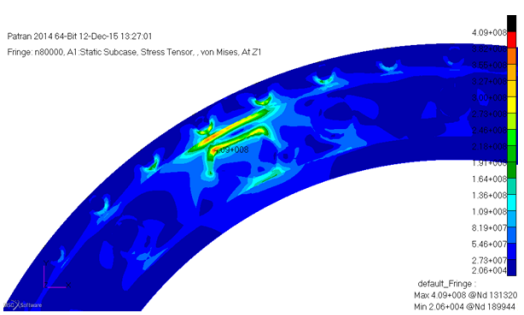 Patran 2014 64-Bit 12-Dec-15 13:27:01
Fringe: n80000, A1:Static Subcase, Stress Tensor, , von Mises, At Z1
4.09+008
4.09+008
1.91+008
1.64+008
1.36+008
1.09+008
8.19+007
5.46+007
2.73+007
2.06+004
default_Fringe :
Max 4.09+008 @Nd 131320
Min 2.06+004 @Nd 189944
Software